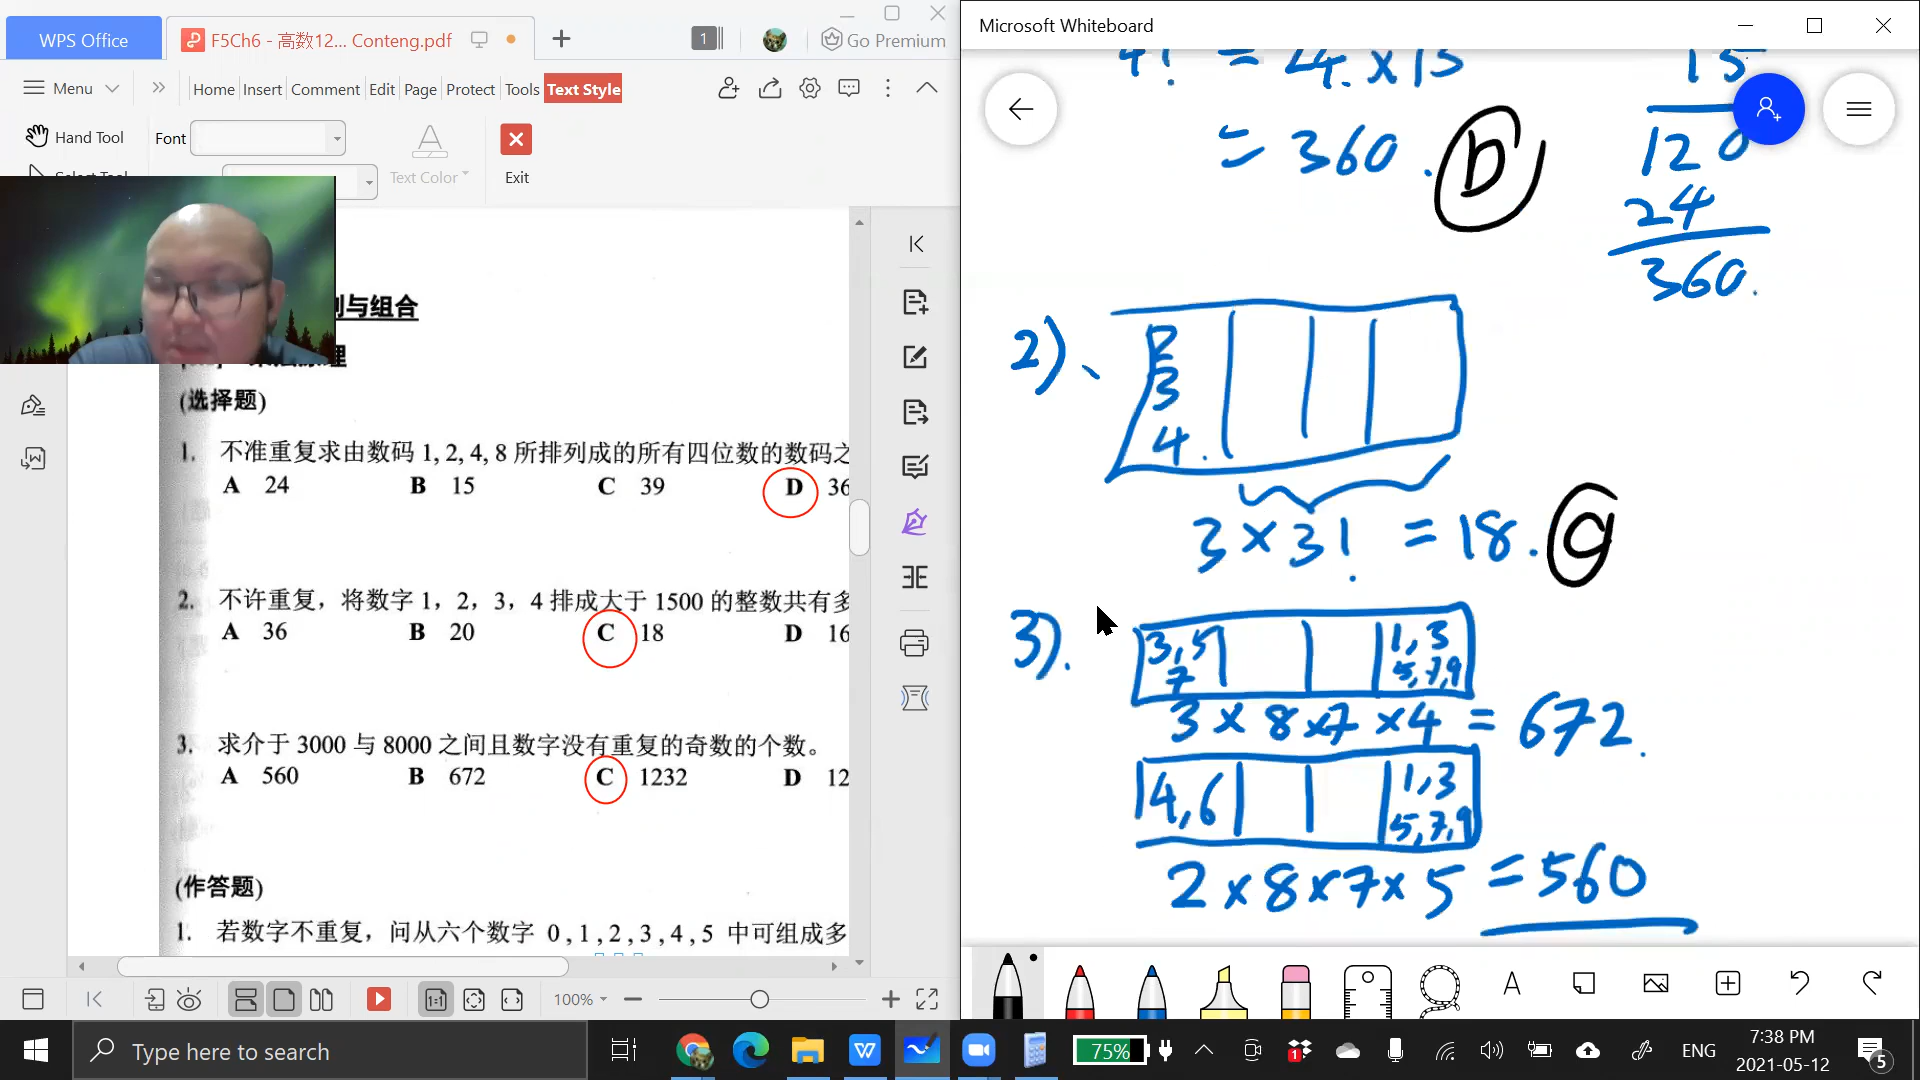 WPS Office
F5Ch6 - 高数12... Conteng.pdf
1
Go Premium
Menu
Home Insert Comment Edit Page Protect Tools Text Style
Hand Tool
Font
Text Color
Exit
列与组合
(选择题)
1. 不准重复求由数码 1, 2, 4, 8 所排列成的所有四位数的数码之
A 24 B 15 C 39 D 36
2. 不许重复，将数字 1，2，3，4 排成大于 1500 的整数共有多
A 36 B 20 C 18 D 16
3. 求介于 3000 与 8000 之间且数字没有重复的奇数的个数。
A 560 B 672 C 1232 D 12
(作答题)
1. 若数字不重复，问从六个数字 0 , 1 , 2 , 3 , 4 , 5 中可组成多
100%
Microsoft Whiteboard
4! = 24 x 15
= 360 . D
15
120
24
360.
2)、
2
3
4 .
3 x 3! = 18 . C
3).
3,5
7
1,3
5,7,9
3 x 8 x 7 x 4 = 672.
4,6
1,3
5,7,9
2 x 8 x 7 x 5 = 560
Type here to search
75%
1
ENG
7:38 PM
2021-05-12
5